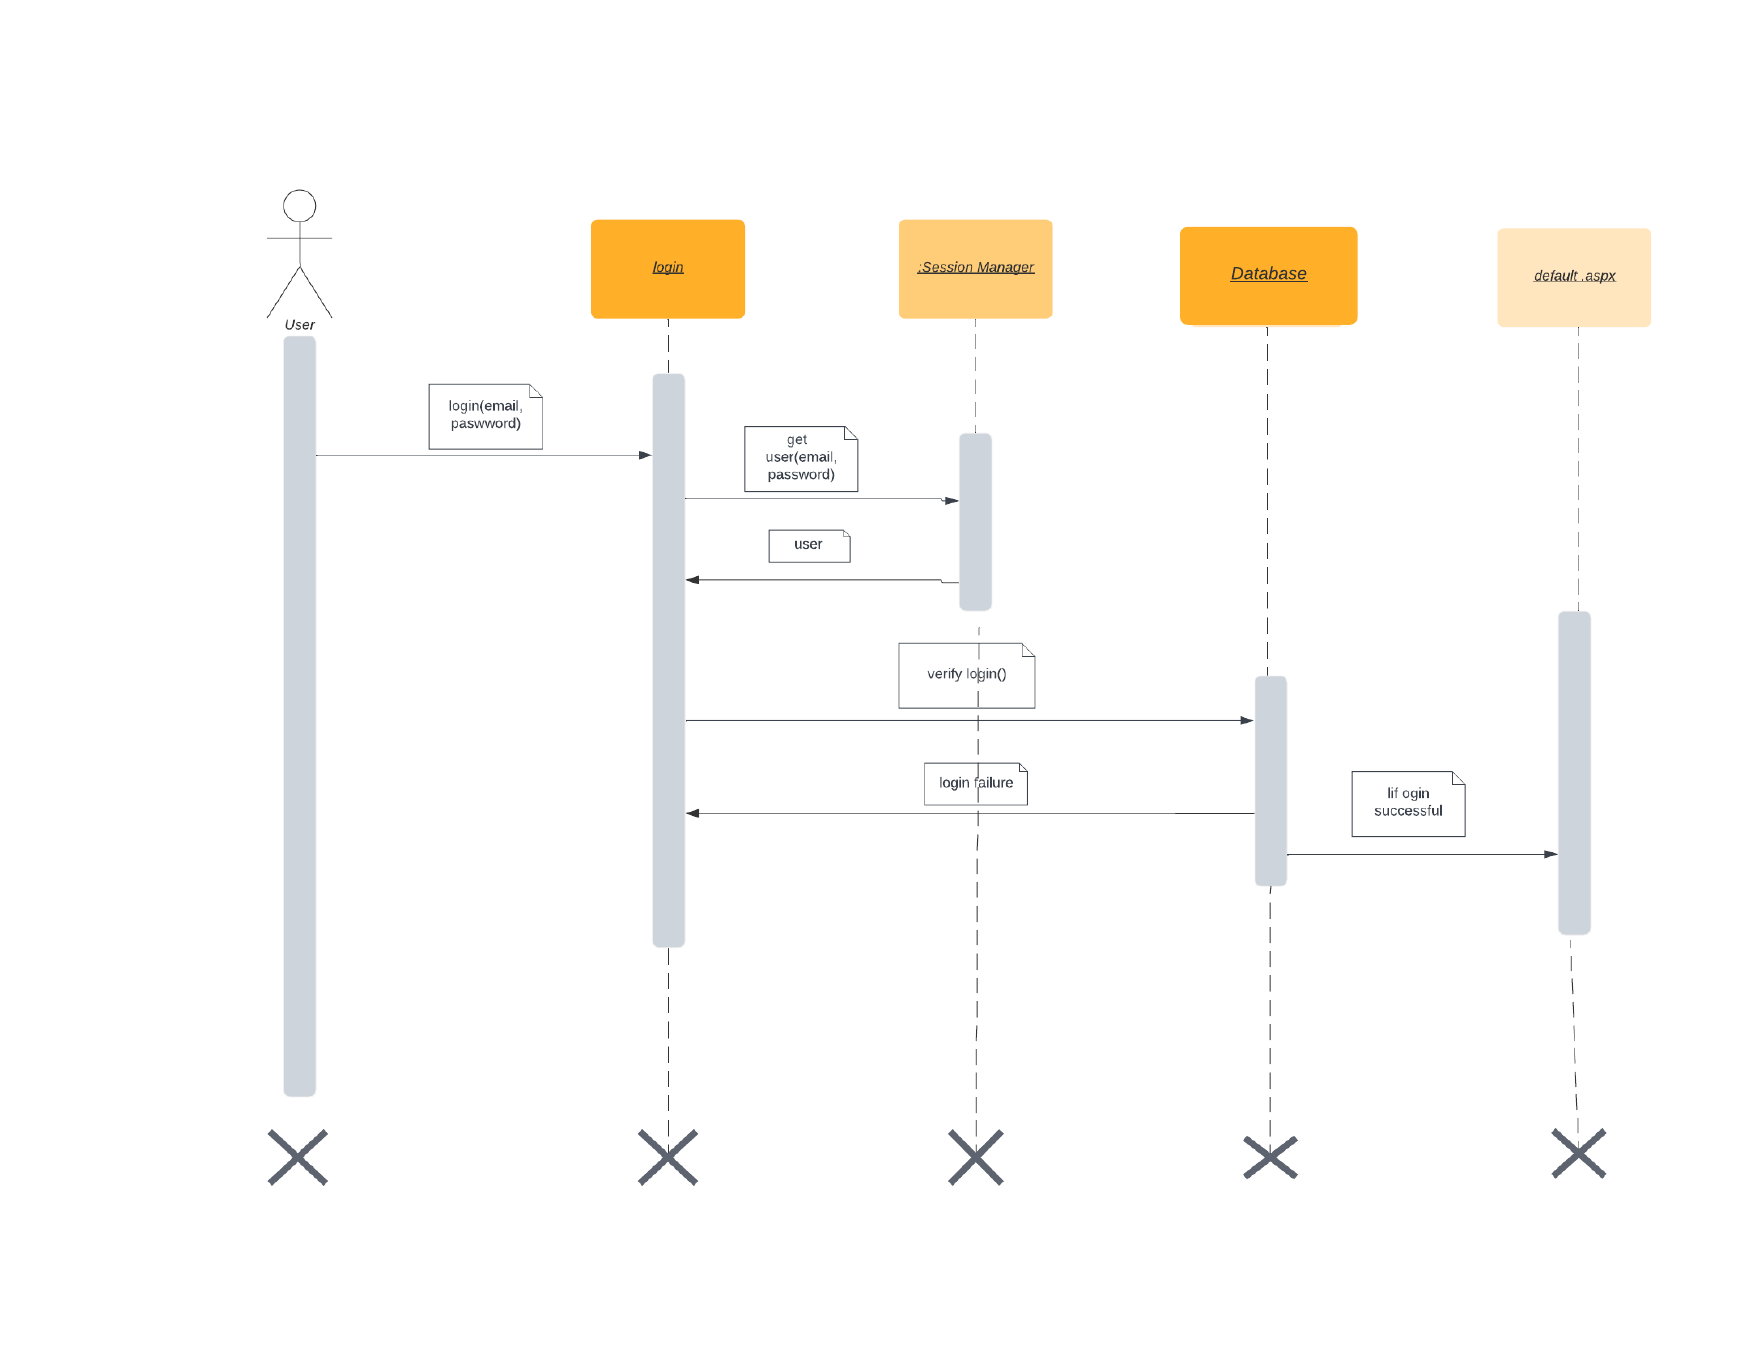 User
login
:Session Manager
Database
default .aspx
login(email,
paswword)
get
user(email,
password)
user
verify login()
login failure
lif ogin
successful